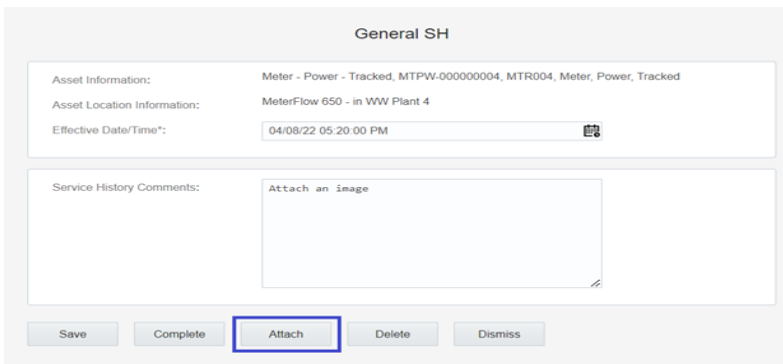 General SH
Asset Information: Meter - Power - Tracked, MTPW-000000004, MTR004, Meter, Power, Tracked
Asset Location Information: MeterFlow 650 - in WW Plant 4
Effective Date/Time*: 04/08/22 05:20:00 PM
Service History Comments: Attach an image
Save Complete Attach Delete Dismiss